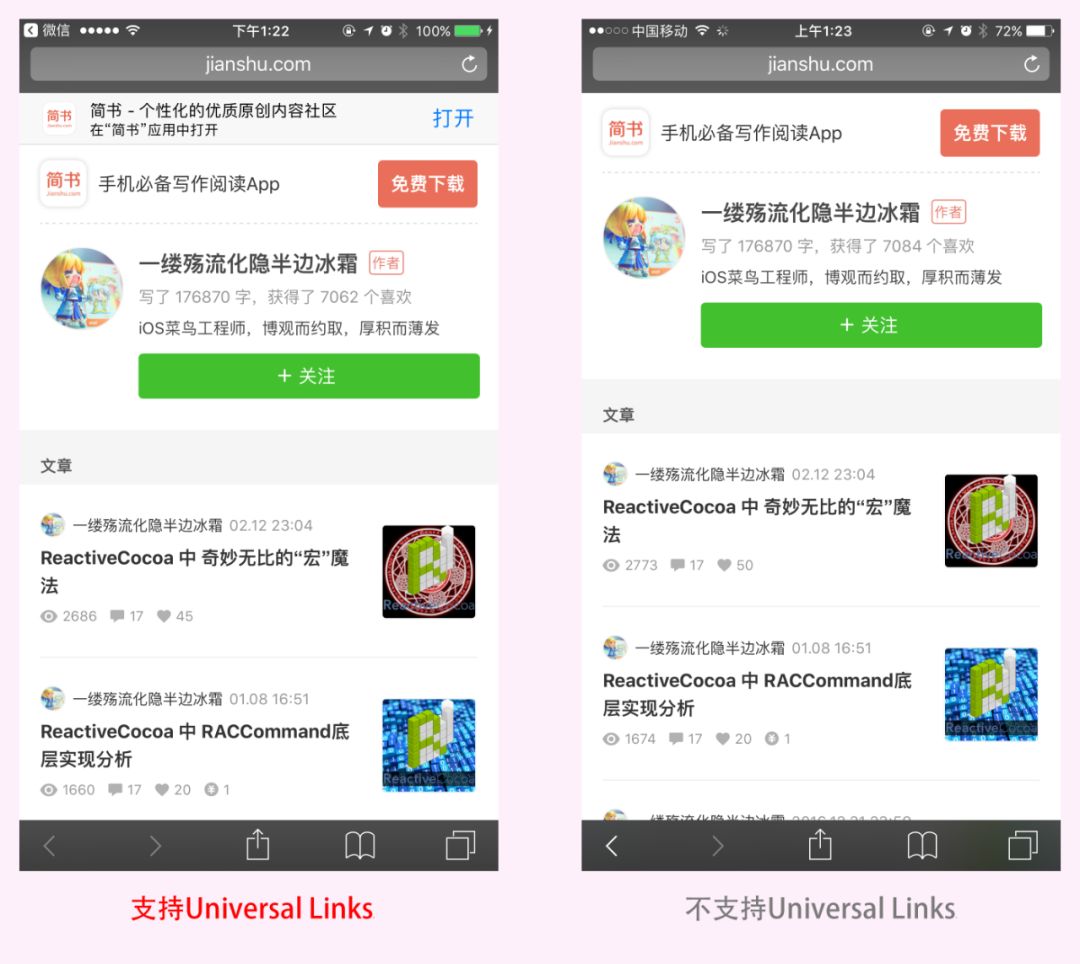 微信
下午1:22
100%
jianshu.com
简书
简书 - 个性化的优质原创内容社区
在“简书”应用中打开
打开
简书
Jianshu.com
手机必备写作阅读App
免费下载
一缕殇流化隐半边冰霜 作者
写了 176870 字，获得了 7062 个喜欢
iOS菜鸟工程师，博观而约取，厚积而薄发
+ 关注
文章
一缕殇流化隐半边冰霜 02.12 23:04
ReactiveCocoa 中 奇妙无比的“宏”魔
法
ReactiveCocoa
2686 17 45
一缕殇流化隐半边冰霜 01.08 16:51
ReactiveCocoa 中 RACCommand底
层实现分析
ReactiveCocoa
1660 17 20 1
支持Universal Links
中国移动
上午1:23
72%
jianshu.com
简书
Jianshu.com
手机必备写作阅读App
免费下载
一缕殇流化隐半边冰霜 作者
写了 176870 字，获得了 7084 个喜欢
iOS菜鸟工程师，博观而约取，厚积而薄发
+ 关注
文章
一缕殇流化隐半边冰霜 02.12 23:04
ReactiveCocoa 中 奇妙无比的“宏”魔
法
ReactiveCocoa
2773 17 50
一缕殇流化隐半边冰霜 01.08 16:51
ReactiveCocoa 中 RACCommand底
层实现分析
ReactiveCocoa
1674 17 20 1
不支持Universal Links